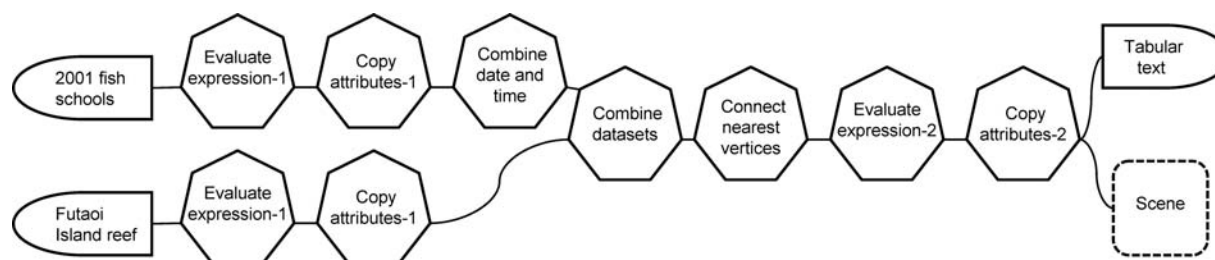 2001 fish
schools
Evaluate
expression-1
Copy
attributes-1
Combine
date and
time
Futaoi
Island reef
Evaluate
expression-1
Copy
attributes-1
Combine
datasets
Connect
nearest
vertices
Evaluate
expression-2
Copy
attributes-2
Tabular
text
Scene